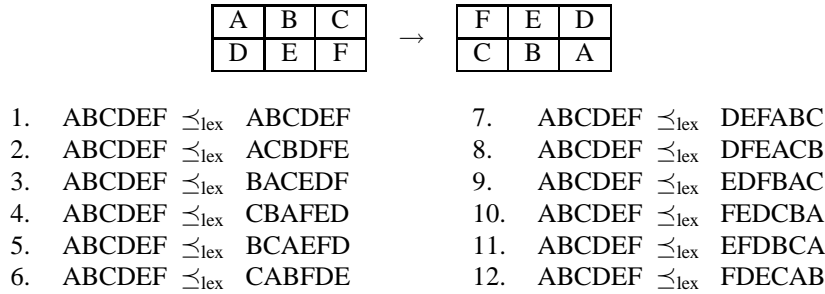 A B C F E D
D E F → C B A
1. ABCDEF ⪯lex ABCDEF
2. ABCDEF ⪯lex ACBDFE
3. ABCDEF ⪯lex BACEDF
4. ABCDEF ⪯lex CBAFED
5. ABCDEF ⪯lex BCAEFD
6. ABCDEF ⪯lex CABFDE
7. ABCDEF ⪯lex DEFABC
8. ABCDEF ⪯lex DFEACB
9. ABCDEF ⪯lex EDFBAC
10. ABCDEF ⪯lex FEDCBA
11. ABCDEF ⪯lex EFDBCA
12. ABCDEF ⪯lex FDECAB